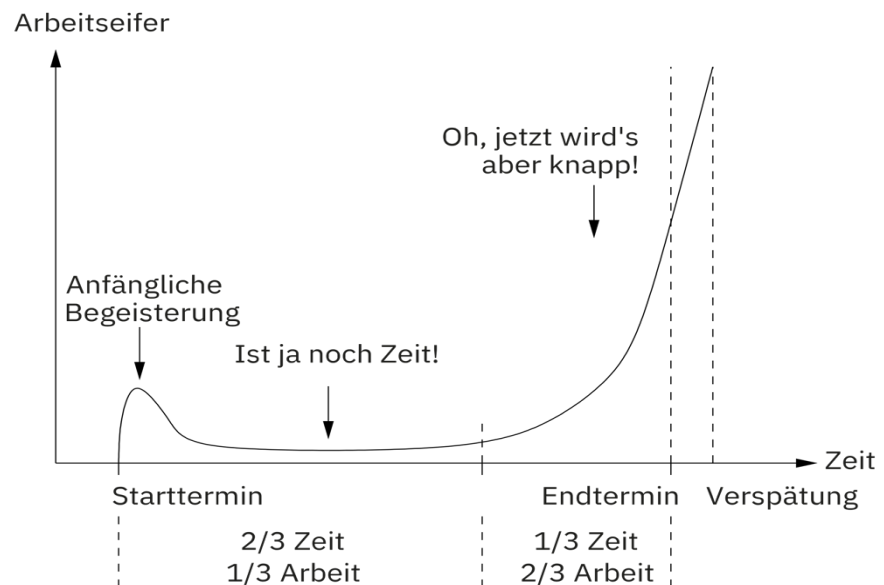 Arbeitseifer
Oh, jetzt wird's
aber knapp!
Anfängliche
Begeisterung
Ist ja noch Zeit!
Zeit
Starttermin
Endtermin
Verspätung
2/3 Zeit
1/3 Arbeit
1/3 Zeit
2/3 Arbeit